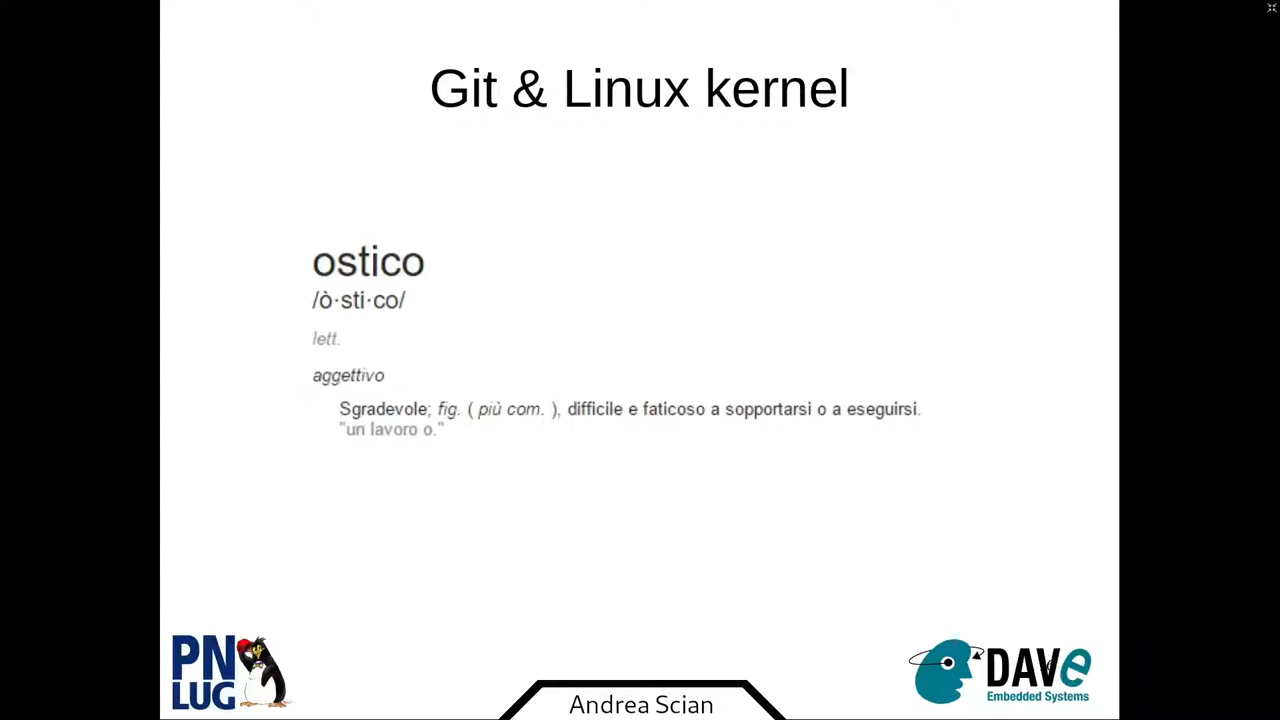 Git & Linux kernel
ostico
/ò·sti·co/
lett.
aggettivo
Sgradevole; fig. ( più com. ), difficile e faticoso a sopportarsi o a eseguirsi.
"un lavoro o."
PN
LUG
DAVe
Embedded Systems
Andrea Scian